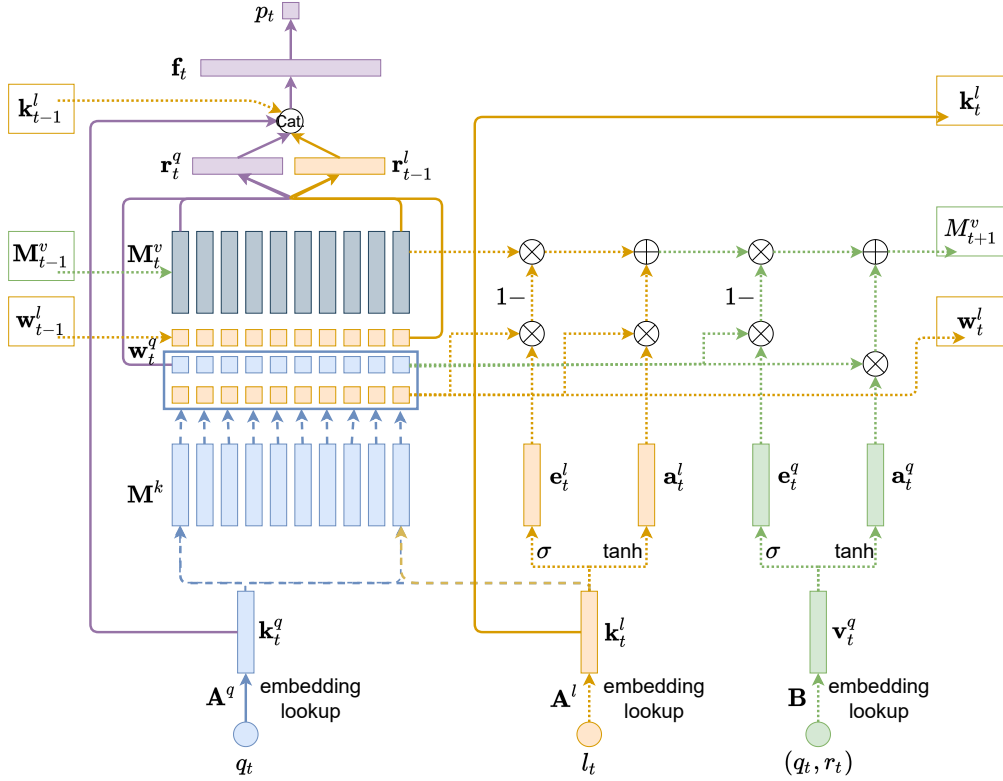 p_t
f_t
k^l_{t-1}
Cat.
k^l_t
r^q_t
r^l_{t-1}
M^v_{t-1}
M^v_t
M^v_{t+1}
1−
1−
w^l_{t-1}
w^q_t
w^l_t
M^k
e^l_t
a^l_t
e^q_t
a^q_t
σ
tanh
σ
tanh
k^q_t
k^l_t
v^q_t
A^q
embedding
lookup
A^l
embedding
lookup
B
embedding
lookup
q_t
l_t
(q_t, r_t)